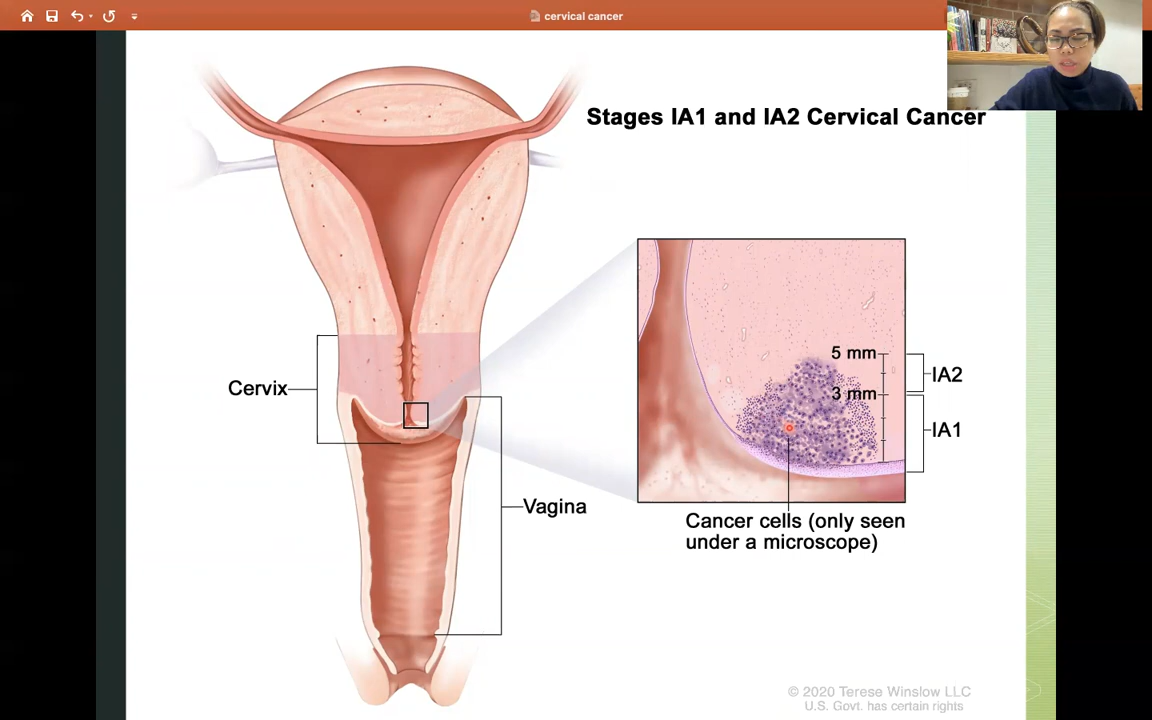 cervical cancer
Stages IA1 and IA2 Cervical Cancer
5 mm
IA2
3 mm
Cervix
IA1
Vagina
Cancer cells (only seen
under a microscope)
© 2020 Terese Winslow LLC
U.S. Govt. has certain rights